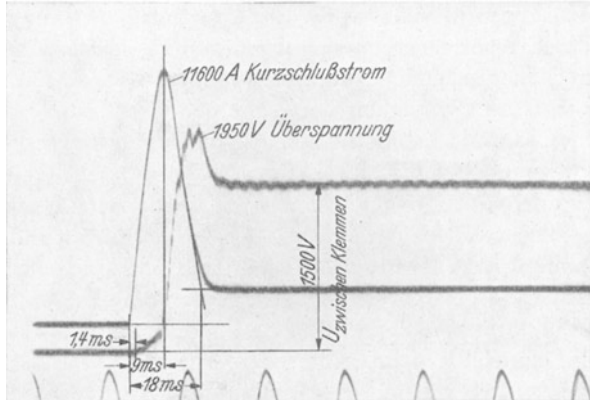 11600 A Kurzschlußstrom
1950 V Überspannung
1500 V
U zwischen Klemmen
1,4 ms
9 ms
18 ms